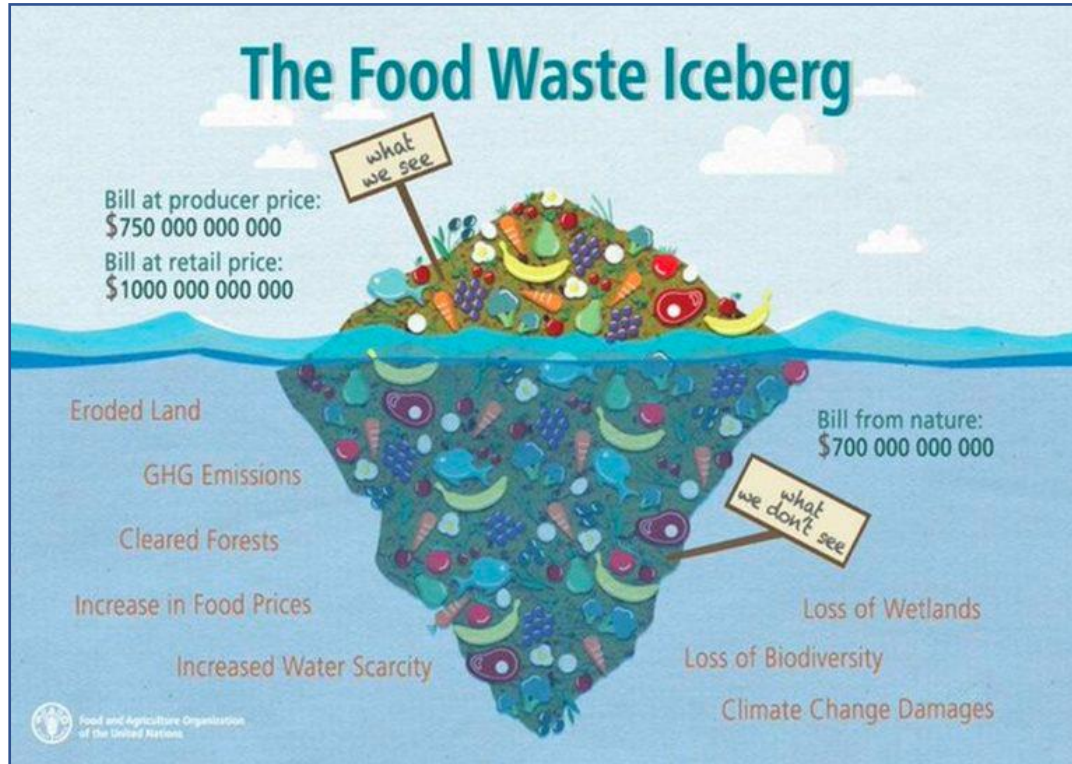 The Food Waste Iceberg
what
we see
Bill at producer price:
$750 000 000 000
Bill at retail price:
$1000 000 000 000
Eroded Land
GHG Emissions
Cleared Forests
Increase in Food Prices
Increased Water Scarcity
Bill from nature:
$700 000 000 000
what
we don't see
Loss of Wetlands
Loss of Biodiversity
Climate Change Damages
Food and Agriculture Organization
of the United Nations